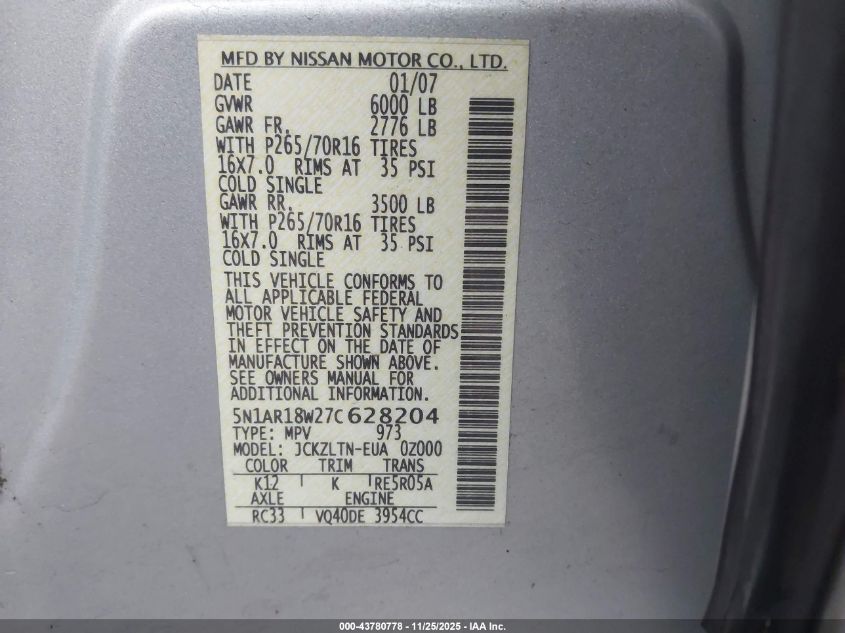 MFD BY NISSAN MOTOR CO., LTD.
DATE 01/07
GVWR 6000 LB
GAWR FR. 2776 LB
WITH P265/70R16 TIRES
16X7.0 RIMS AT 35 PSI
COLD SINGLE
GAWR RR. 3500 LB
WITH P265/70R16 TIRES
16X7.0 RIMS AT 35 PSI
COLD SINGLE
THIS VEHICLE CONFORMS TO
ALL APPLICABLE FEDERAL
MOTOR VEHICLE SAFETY AND
THEFT PREVENTION STANDARDS
IN EFFECT ON THE DATE OF
MANUFACTURE SHOWN ABOVE.
SEE OWNERS MANUAL FOR
ADDITIONAL INFORMATION.
5N1AR18W27C628204
TYPE: MPV 973
MODEL: JCKZLTN-EUA 0Z000
COLOR TRIM TRANS
K12 K RE5R05A
AXLE ENGINE
RC33 VQ40DE 3954CC
000-43780778 - 11/25/2025 - IAA Inc.